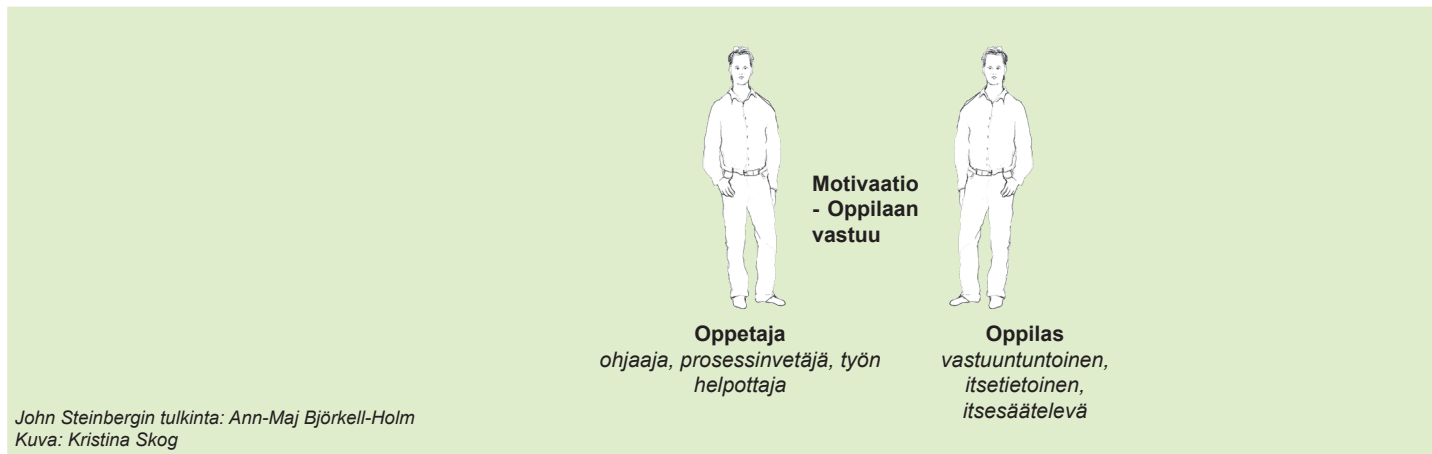 Motivaatio
- Oppilaan
vastuu
Oppetaja
ohjaaja, prosessinvetäjä, työn
helpottaja
Oppilas
vastuuntuntoinen,
itsetietoinen,
itsesäätelevä
John Steinbergin tulkinta: Ann-Maj Björkell-Holm
Kuva: Kristina Skog